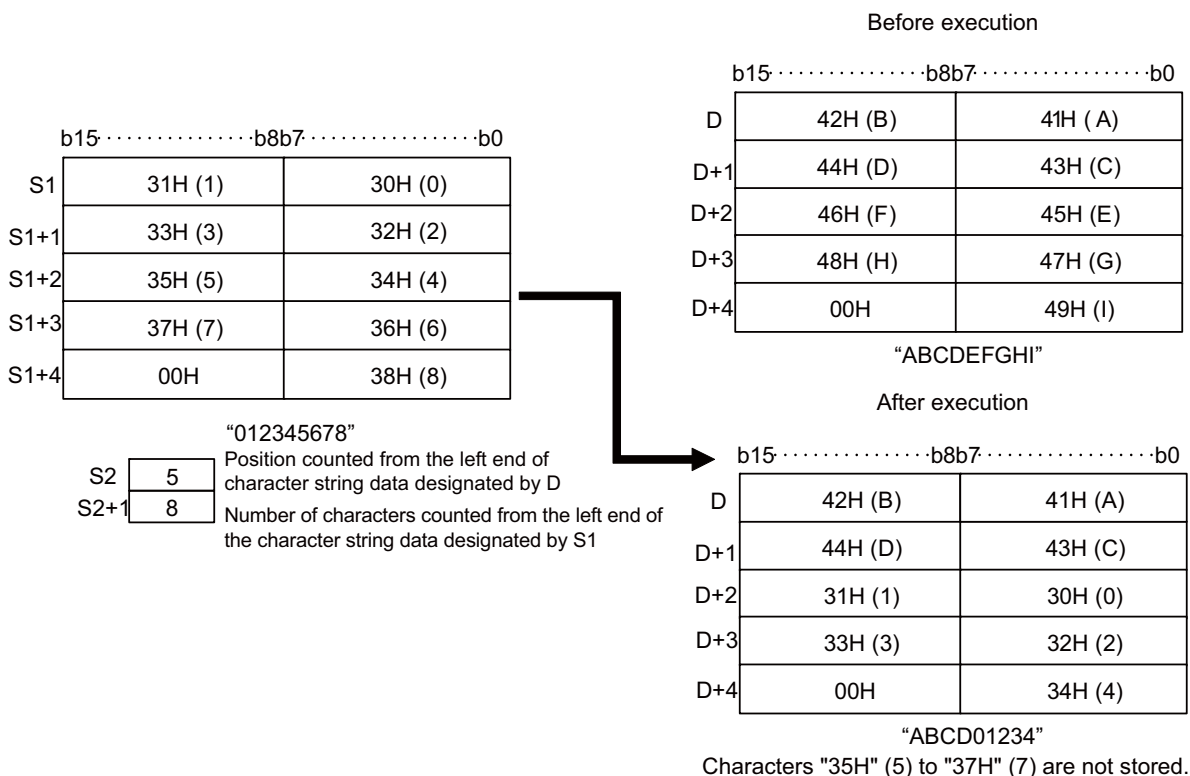 b15···············b8b7··················b0
S1 31H (1) 30H (0)
S1+1 33H (3) 32H (2)
S1+2 35H (5) 34H (4)
S1+3 37H (7) 36H (6)
S1+4 00H 38H (8)
“012345678”
S2 5 Position counted from the left end of
character string data designated by D
S2+1 8 Number of characters counted from the left end of
the character string data designated by S1
Before execution
b15···············b8b7··················b0
D 42H (B) 41H ( A)
D+1 44H (D) 43H (C)
D+2 46H (F) 45H (E)
D+3 48H (H) 47H (G)
D+4 00H 49H (I)
“ABCDEFGHI”
After execution
b15···············b8b7··················b0
D 42H (B) 41H (A)
D+1 44H (D) 43H (C)
D+2 31H (1) 30H (0)
D+3 33H (3) 32H (2)
D+4 00H 34H (4)
“ABCD01234”
Characters "35H" (5) to "37H" (7) are not stored.